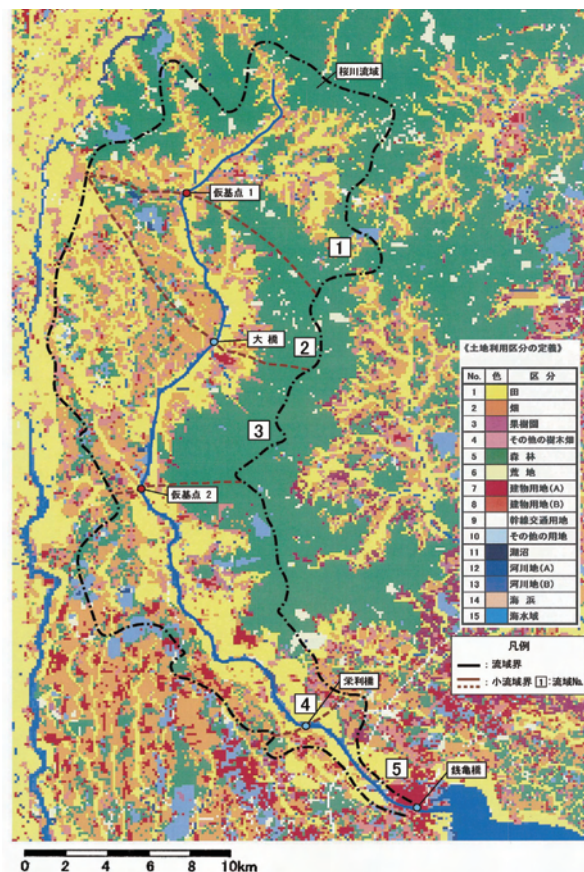 桜川流域
仮基点 1
1
大 橋
2
3
仮基点 2
栄利橋
4
5
銭亀橋
《土地利用区分の定義》
No. 色 区 分
1 田
2 畑
3 果樹園
4 その他の樹木畑
5 森 林
6 荒 地
7 建物用地(A)
8 建物用地(B)
9 幹線交通用地
10 その他の用地
11 湖沼
12 河川地(A)
13 河川地(B)
14 海 浜
15 海水域
凡例
：流域界
：小流域界 1：流域No.
0 2 4 6 8 10km